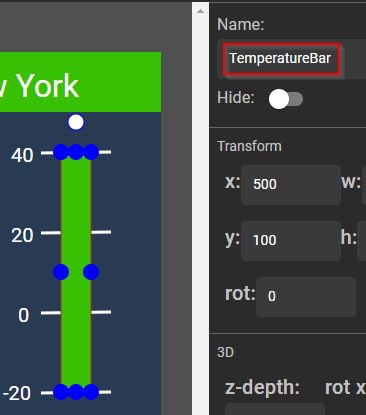 w York
40
20
0
-20
Name:
TemperatureBar
Hide:
Transform
x: 500 w:
y: 100 h:
rot: 0
3D
z-depth: rot x